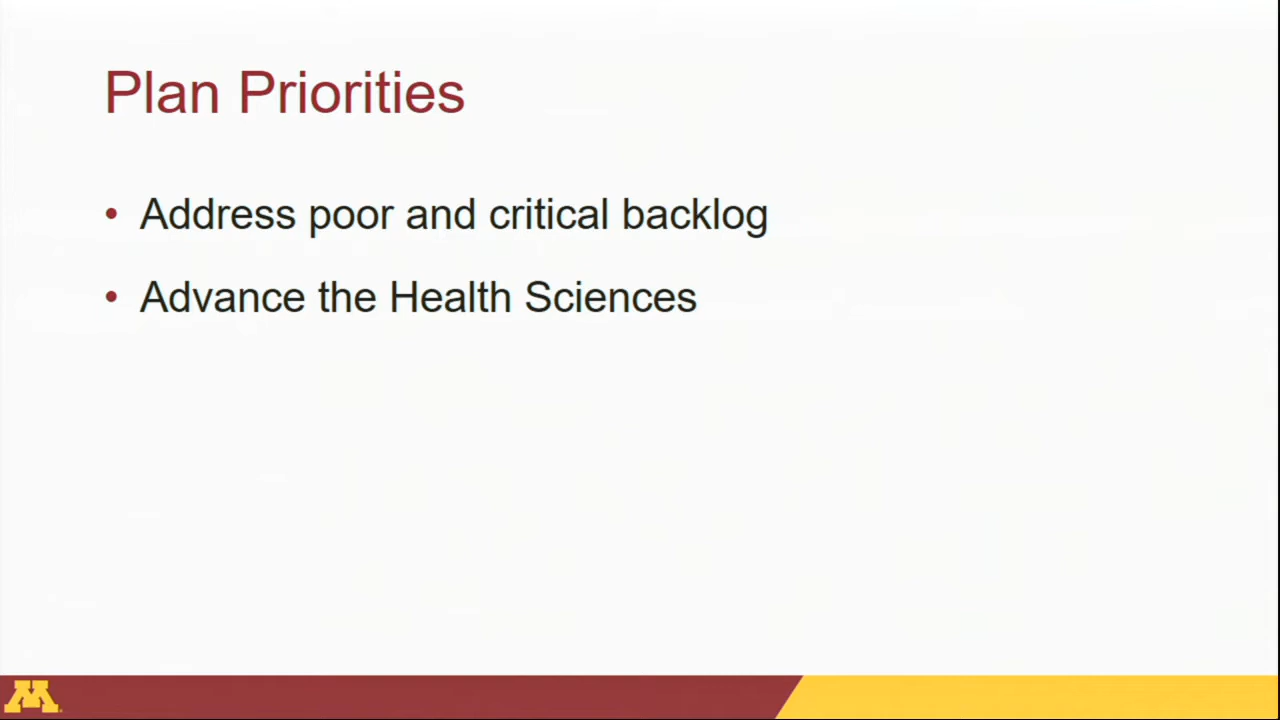 Plan Priorities
• Address poor and critical backlog
• Advance the Health Sciences
M